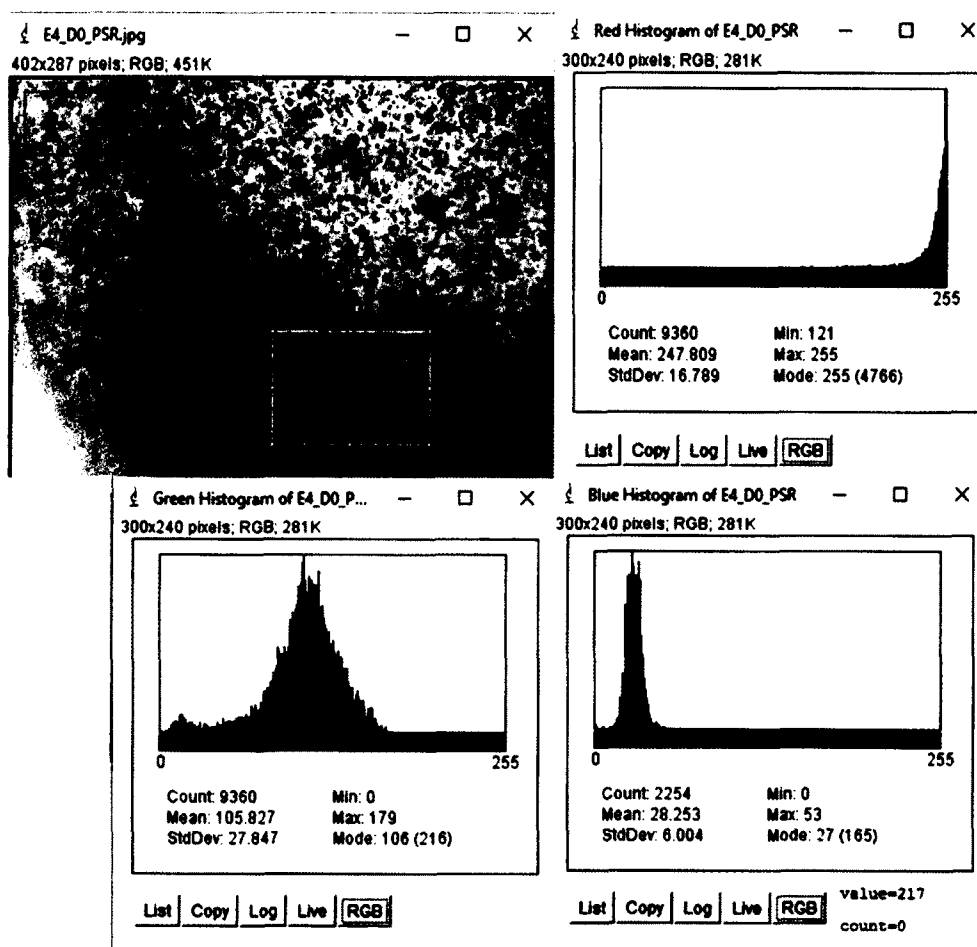 E4_D0_PSR.jpg
402x287 pixels; RGB; 451K
Red Histogram of E4_D0_PSR
300x240 pixels; RGB; 281K
0 255
Count: 9360 Min: 121
Mean: 247.809 Max: 255
StdDev: 16.789 Mode: 255 (4766)
List Copy Log Live RGB
Green Histogram of E4_D0_P...
300x240 pixels; RGB; 281K
0 255
Count: 9360 Min: 0
Mean: 105.827 Max: 179
StdDev: 27.847 Mode: 106 (216)
List Copy Log Live RGB
Blue Histogram of E4_D0_PSR
300x240 pixels; RGB; 281K
0 255
Count: 2254 Min: 0
Mean: 28.253 Max: 53
StdDev: 6.004 Mode: 27 (165)
List Copy Log Live RGB
value=217
count=0